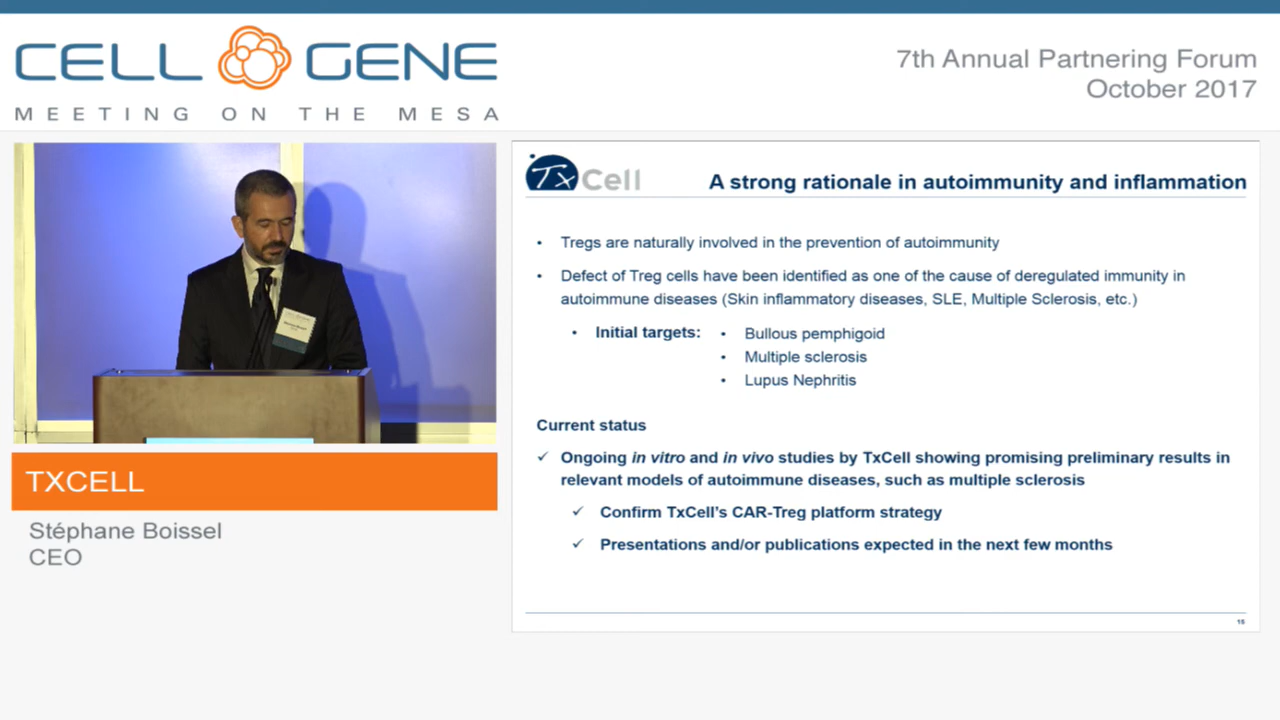 CELL GENE
MEETING ON THE MESA
7th Annual Partnering Forum
October 2017
TxCell
A strong rationale in autoimmunity and inflammation
• Tregs are naturally involved in the prevention of autoimmunity
• Defect of Treg cells have been identified as one of the cause of deregulated immunity in
autoimmune diseases (Skin inflammatory diseases, SLE, Multiple Sclerosis, etc.)
• Initial targets: • Bullous pemphigoid
• Multiple sclerosis
• Lupus Nephritis
Current status
✓ Ongoing in vitro and in vivo studies by TxCell showing promising preliminary results in
relevant models of autoimmune diseases, such as multiple sclerosis
✓ Confirm TxCell's CAR-Treg platform strategy
✓ Presentations and/or publications expected in the next few months
TXCELL
Stéphane Boissel
CEO